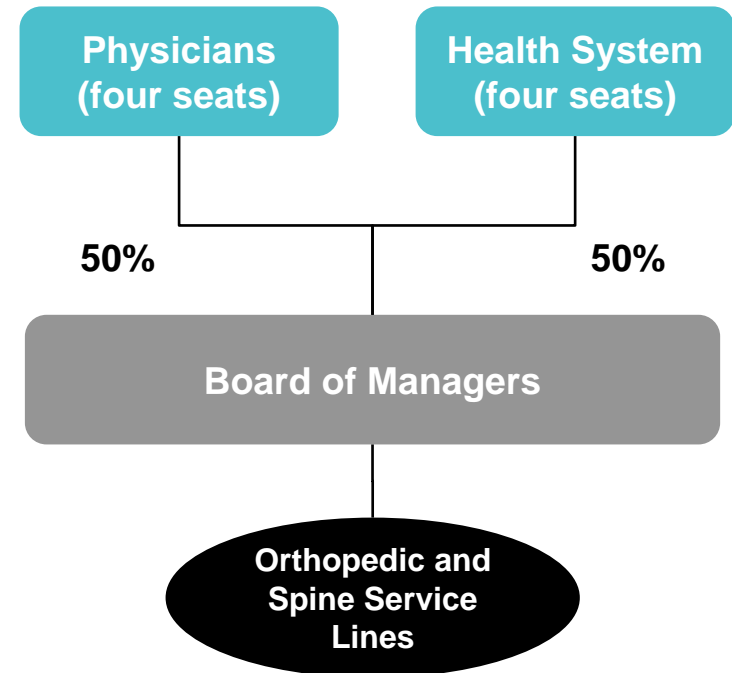 Physicians
(four seats)
Health System
(four seats)
50%
50%
Board of Managers
Orthopedic and
Spine Service
Lines